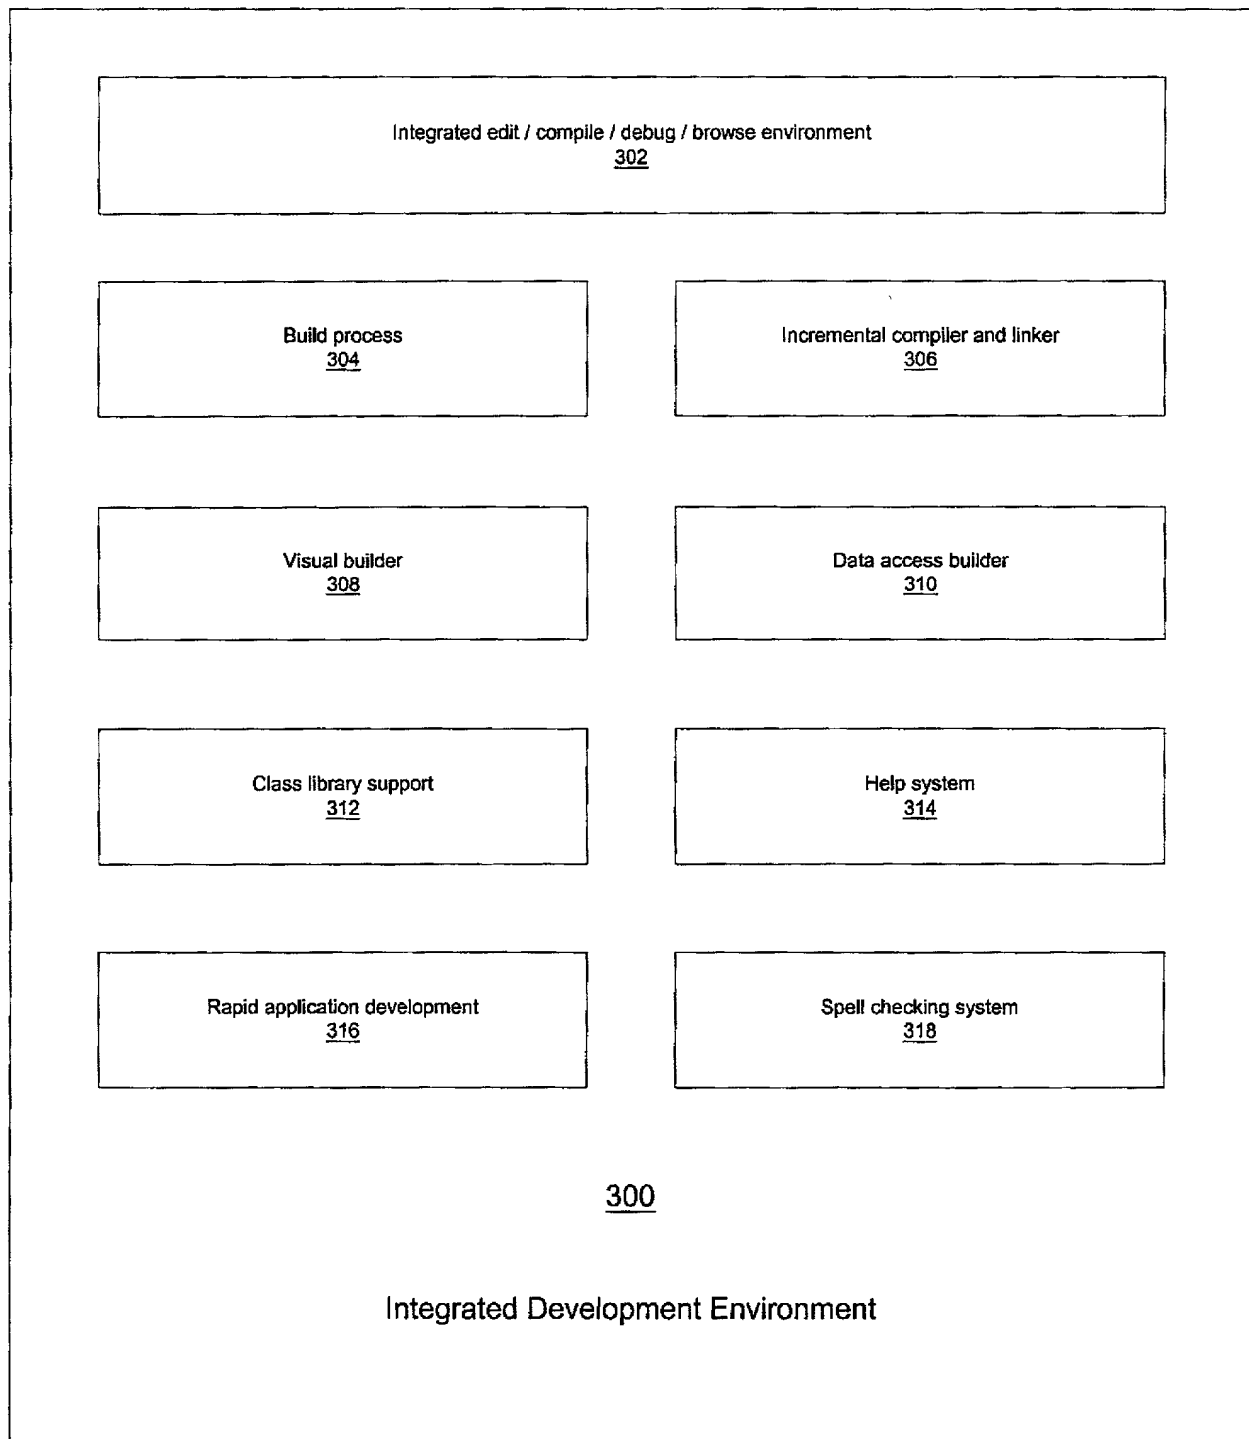 Integrated edit / compile / debug / browse environment
302
Build process
304
Incremental compiler and linker
306
Visual builder
308
Data access builder
310
Class library support
312
Help system
314
Rapid application development
316
Spell checking system
318
300
Integrated Development Environment